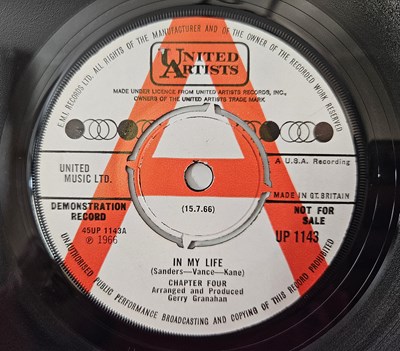 E.M.I. RECORDS LTD. ALL RIGHTS OF THE MANUFACTURER AND OF THE OWNER OF THE RECORDED WORK RESERVED
UNITED
ARTISTS
MADE UNDER LICENCE FROM UNITED ARTISTS RECORDS, INC.,
OWNERS OF THE UNITED ARTISTS TRADE MARK
UNITED
MUSIC LTD.
A U.S.A. Recording
MADE IN GT. BRITAIN
DEMONSTRATION
RECORD
(15.7.66)
NOT FOR
SALE
45UP 1143A
℗ 1966
UP 1143
IN MY LIFE
(Sanders—Vance—Kane)
CHAPTER FOUR
Arranged and Produced
Gerry Granahan
UNAUTHORISED PUBLIC PERFORMANCE BROADCASTING AND COPYING OF THIS RECORD PROHIBITED
A